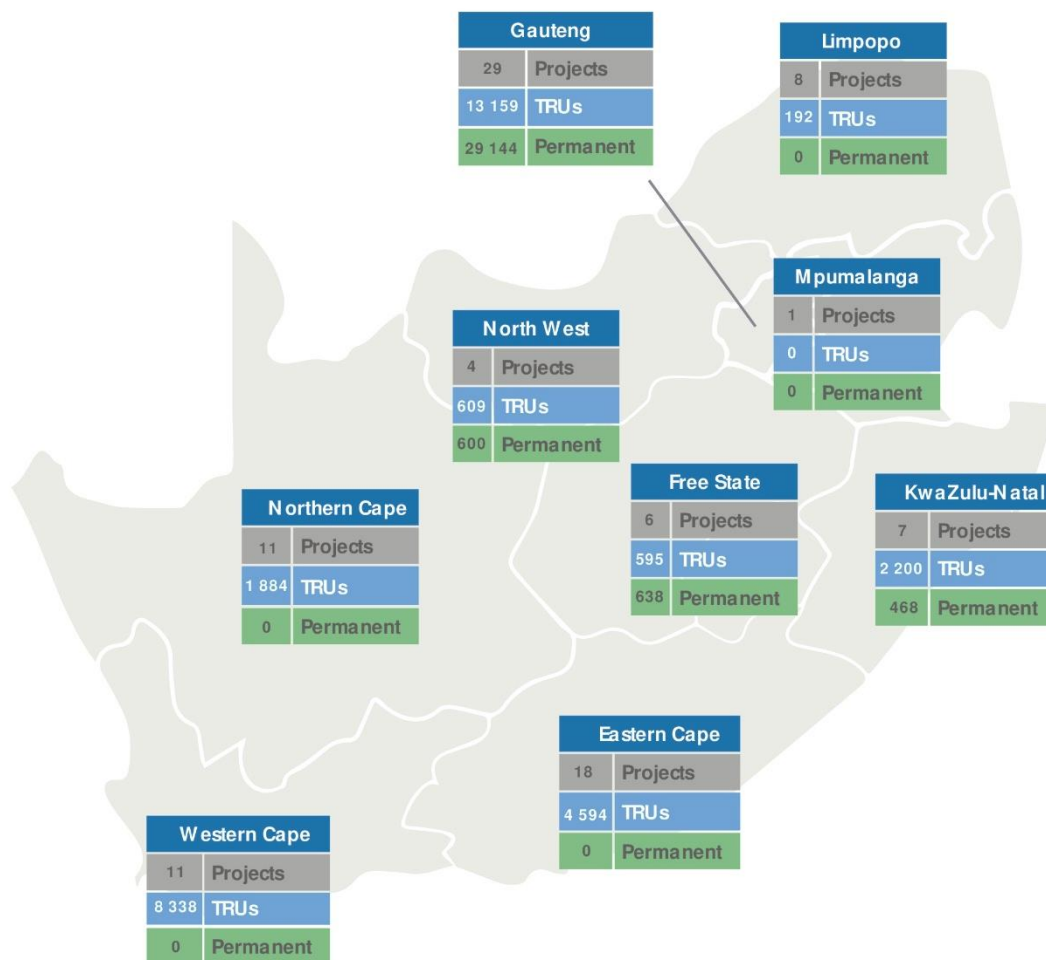 Gauteng
29 Projects
13 159 TRUs
29 144 Permanent
Limpopo
8 Projects
192 TRUs
0 Permanent
Mpumalanga
1 Projects
0 TRUs
0 Permanent
North West
4 Projects
609 TRUs
600 Permanent
Free State
6 Projects
595 TRUs
638 Permanent
KwaZulu-Natal
7 Projects
2 200 TRUs
468 Permanent
Northern Cape
11 Projects
1 884 TRUs
0 Permanent
Eastern Cape
18 Projects
4 594 TRUs
0 Permanent
Western Cape
11 Projects
8 338 TRUs
0 Permanent